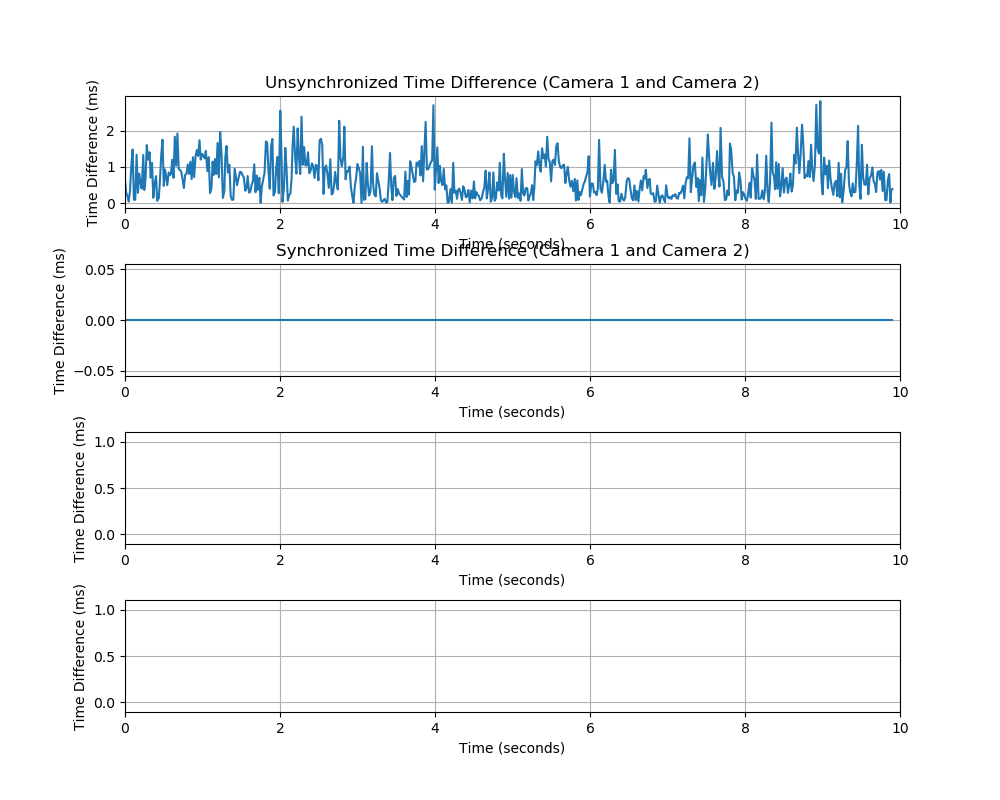 Unsynchronized Time Difference (Camera 1 and Camera 2)
Time Difference (ms)
2
1
0
0 2 4 6 8 10
Time (seconds)
Synchronized Time Difference (Camera 1 and Camera 2)
Time Difference (ms)
0.05
0.00
−0.05
0 2 4 6 8 10
Time (seconds)
Time Difference (ms)
1.0
0.5
0.0
0 2 4 6 8 10
Time (seconds)
Time Difference (ms)
1.0
0.5
0.0
0 2 4 6 8 10
Time (seconds)